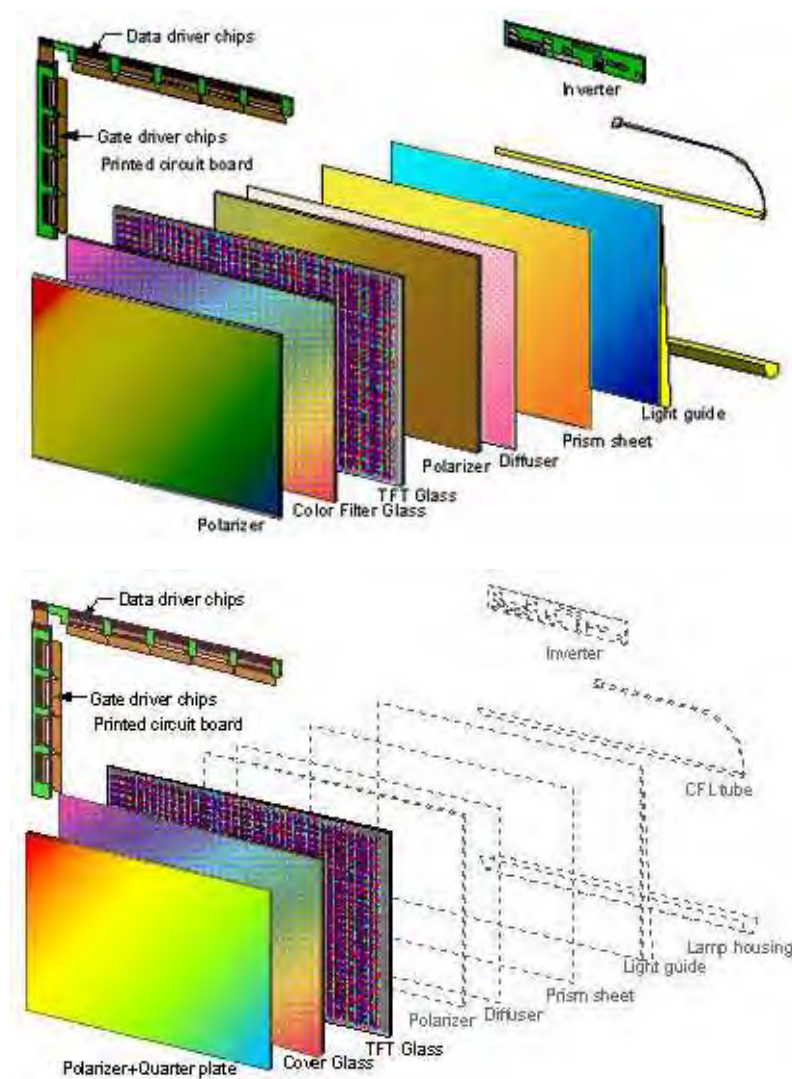 Data driver chips
Inverter
Gate driver chips
Printed circuit board
Light guide
Prism sheet
Diffuser
Polarizer
TFT Glass
Color Filter Glass
Polarizer
Data driver chips
Inverter
Gate driver chips
Printed circuit board
CFL tube
Lamp housing
Light guide
Prism sheet
Diffuser
Polarizer
TFT Glass
Cover Glass
Polarizer+Quarter plate